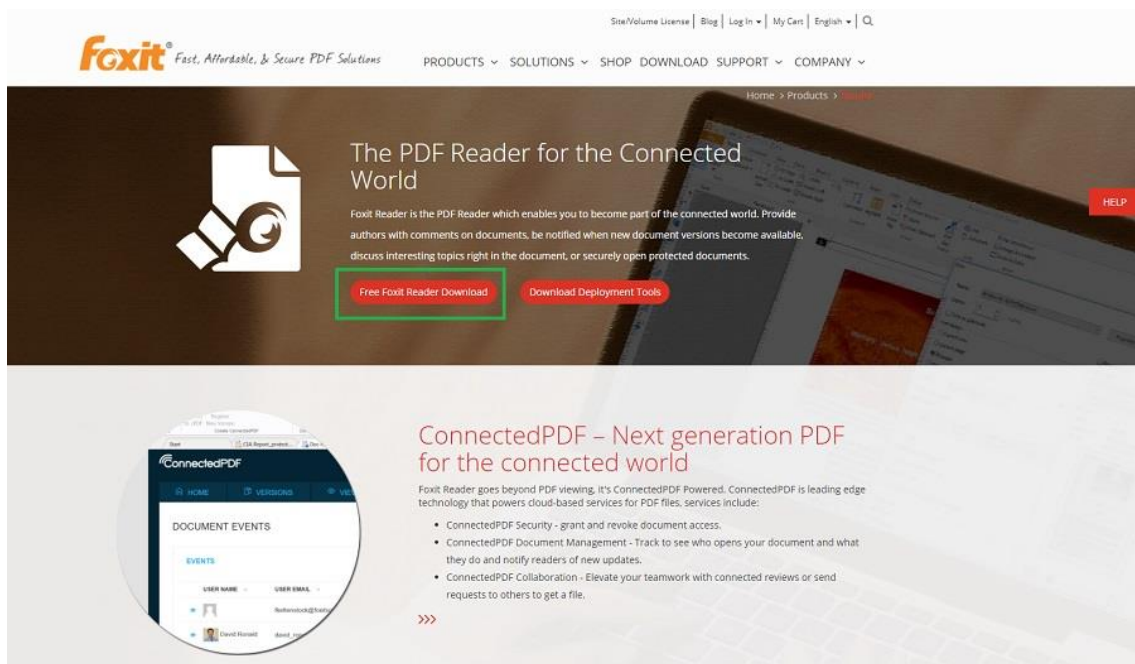 Site/Volume License | Blog | Log In | My Cart | English
Foxit® Fast, Affordable, & Secure PDF Solutions
PRODUCTS SOLUTIONS SHOP DOWNLOAD SUPPORT COMPANY
Home > Products >
The PDF Reader for the Connected
World
HELP
Foxit Reader is the PDF Reader which enables you to become part of the connected world. Provide
authors with comments on documents, be notified when new document versions become available,
discuss interesting topics right in the document, or securely open protected documents.
Free Foxit Reader Download
Download Deployment Tools
ConnectedPDF – Next generation PDF
for the connected world
Foxit Reader goes beyond PDF viewing, it's ConnectedPDF Powered. ConnectedPDF is leading edge
technology that powers cloud-based services for PDF files, services include:
• ConnectedPDF Security - grant and revoke document access.
• ConnectedPDF Document Management - Track to see who opens your document and what
they do and notify readers of new updates.
• ConnectedPDF Collaboration - Elevate your teamwork with connected reviews or send
requests to others to get a file.
>>>
Start
ConnectedPDF
HOME VERSIONS
DOCUMENT EVENTS
EVENTS
USER NAME USER EMAIL
David Ronald